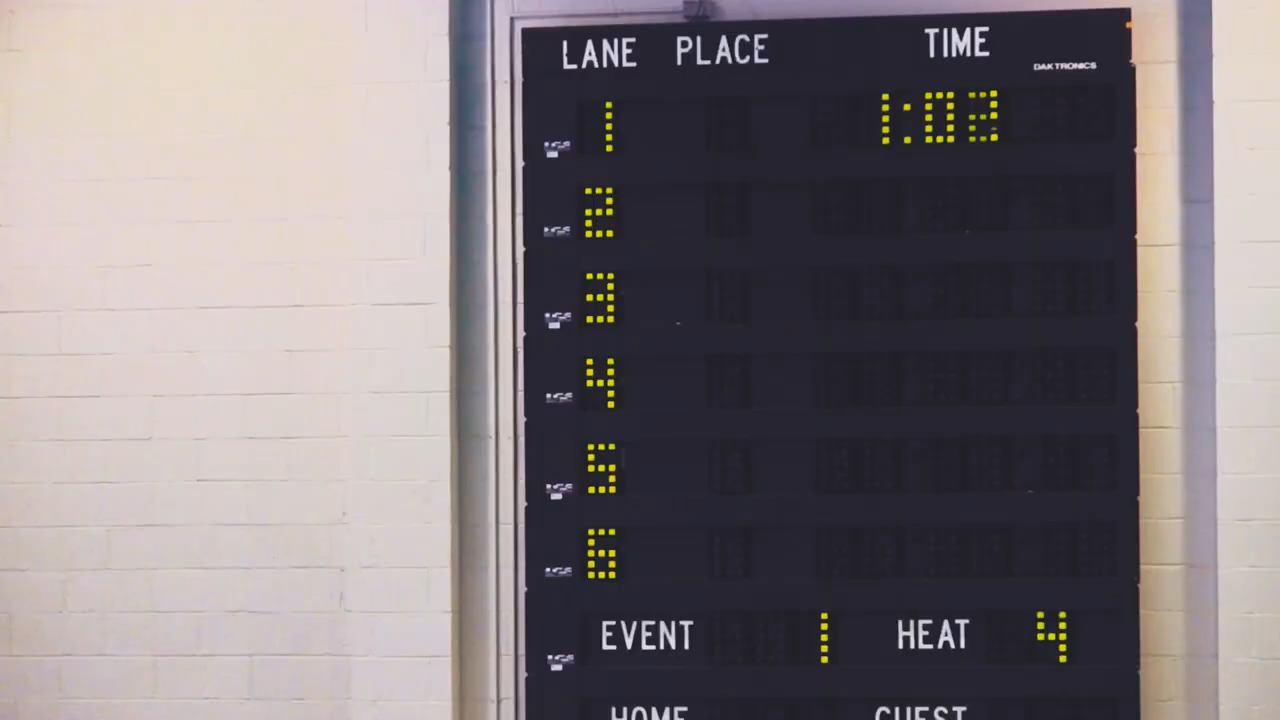 LANE PLACE TIME
DAKTRONICS
1 1:02
2
3
4
5
6
EVENT 1 HEAT 4
HOME GUEST